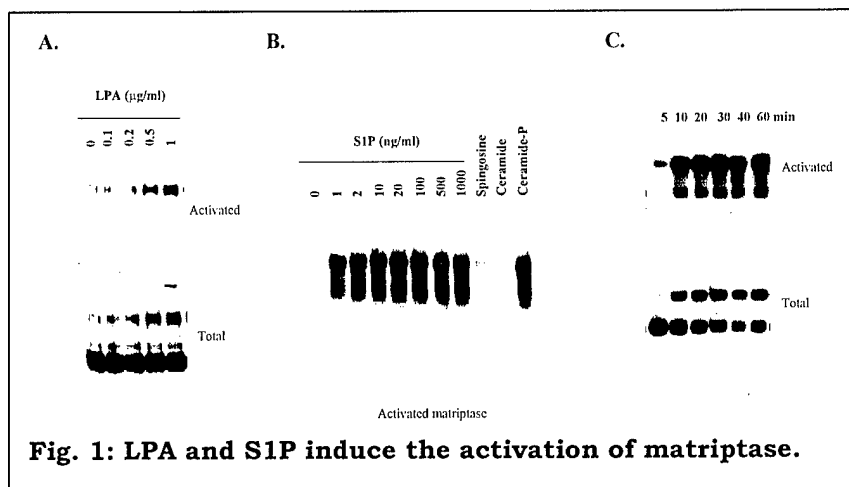 A.
LPA (µg/ml)
0 0.1 0.2 0.5 1
Activated
Total
B.
S1P (ng/ml)
0 1 2 10 20 100 500 1000 Spingosine Ceramide Ceramide-P
Activated matriptase
C.
5 10 20 30 40 60 min
Activated
Total
Fig. 1: LPA and S1P induce the activation of matriptase.